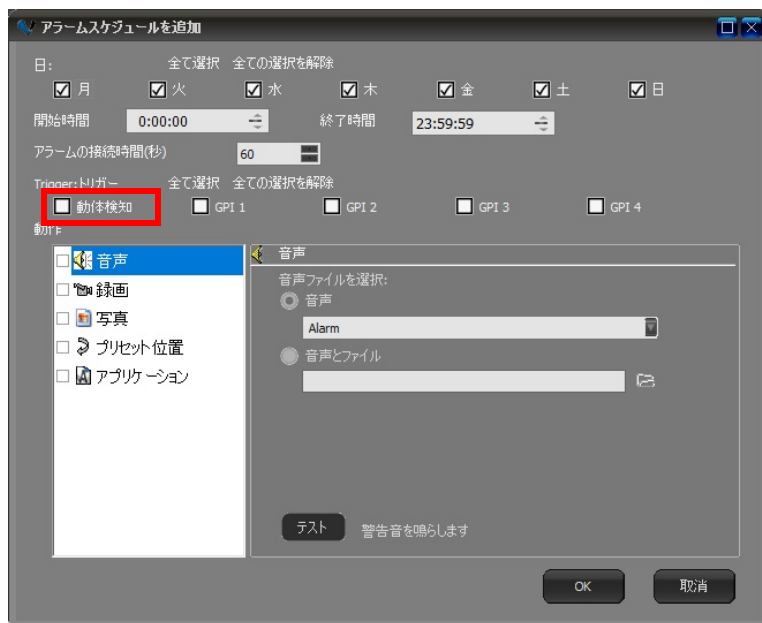 アラームスケジュールを追加
日: 全て選択 全ての選択を解除
月 火 水 木 金 土 日
開始時間 0:00:00 終了時間 23:59:59
アラームの接続時間(秒) 60
Trigger:トリガー 全て選択 全ての選択を解除
動体検知 GPI 1 GPI 2 GPI 3 GPI 4
動作
音声 音声
音声ファイルを選択:
録画 音声
写真 Alarm
プリセット位置 音声とファイル
アプリケーション
テスト 警告音を鳴らします
OK 取消